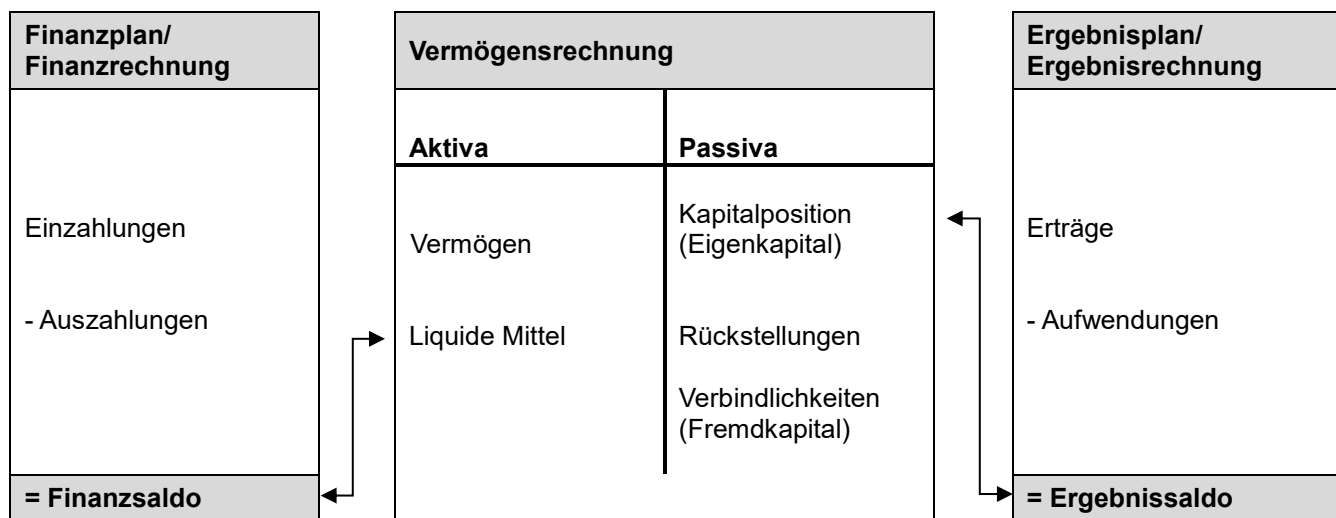 Finanzplan/
Finanzrechnung
Einzahlungen
- Auszahlungen
= Finanzsaldo
Vermögensrechnung
Aktiva
Vermögen
Liquide Mittel
Passiva
Kapitalposition
(Eigenkapital)
Rückstellungen
Verbindlichkeiten
(Fremdkapital)
Ergebnisplan/
Ergebnisrechnung
Erträge
- Aufwendungen
= Ergebnissaldo